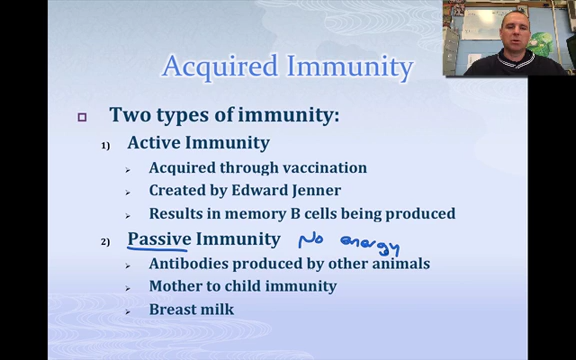 Acquired Immunity
Two types of immunity:
1) Active Immunity
Acquired through vaccination
Created by Edward Jenner
Results in memory B cells being produced
2) Passive Immunity No energy
Antibodies produced by other animals
Mother to child immunity
Breast milk